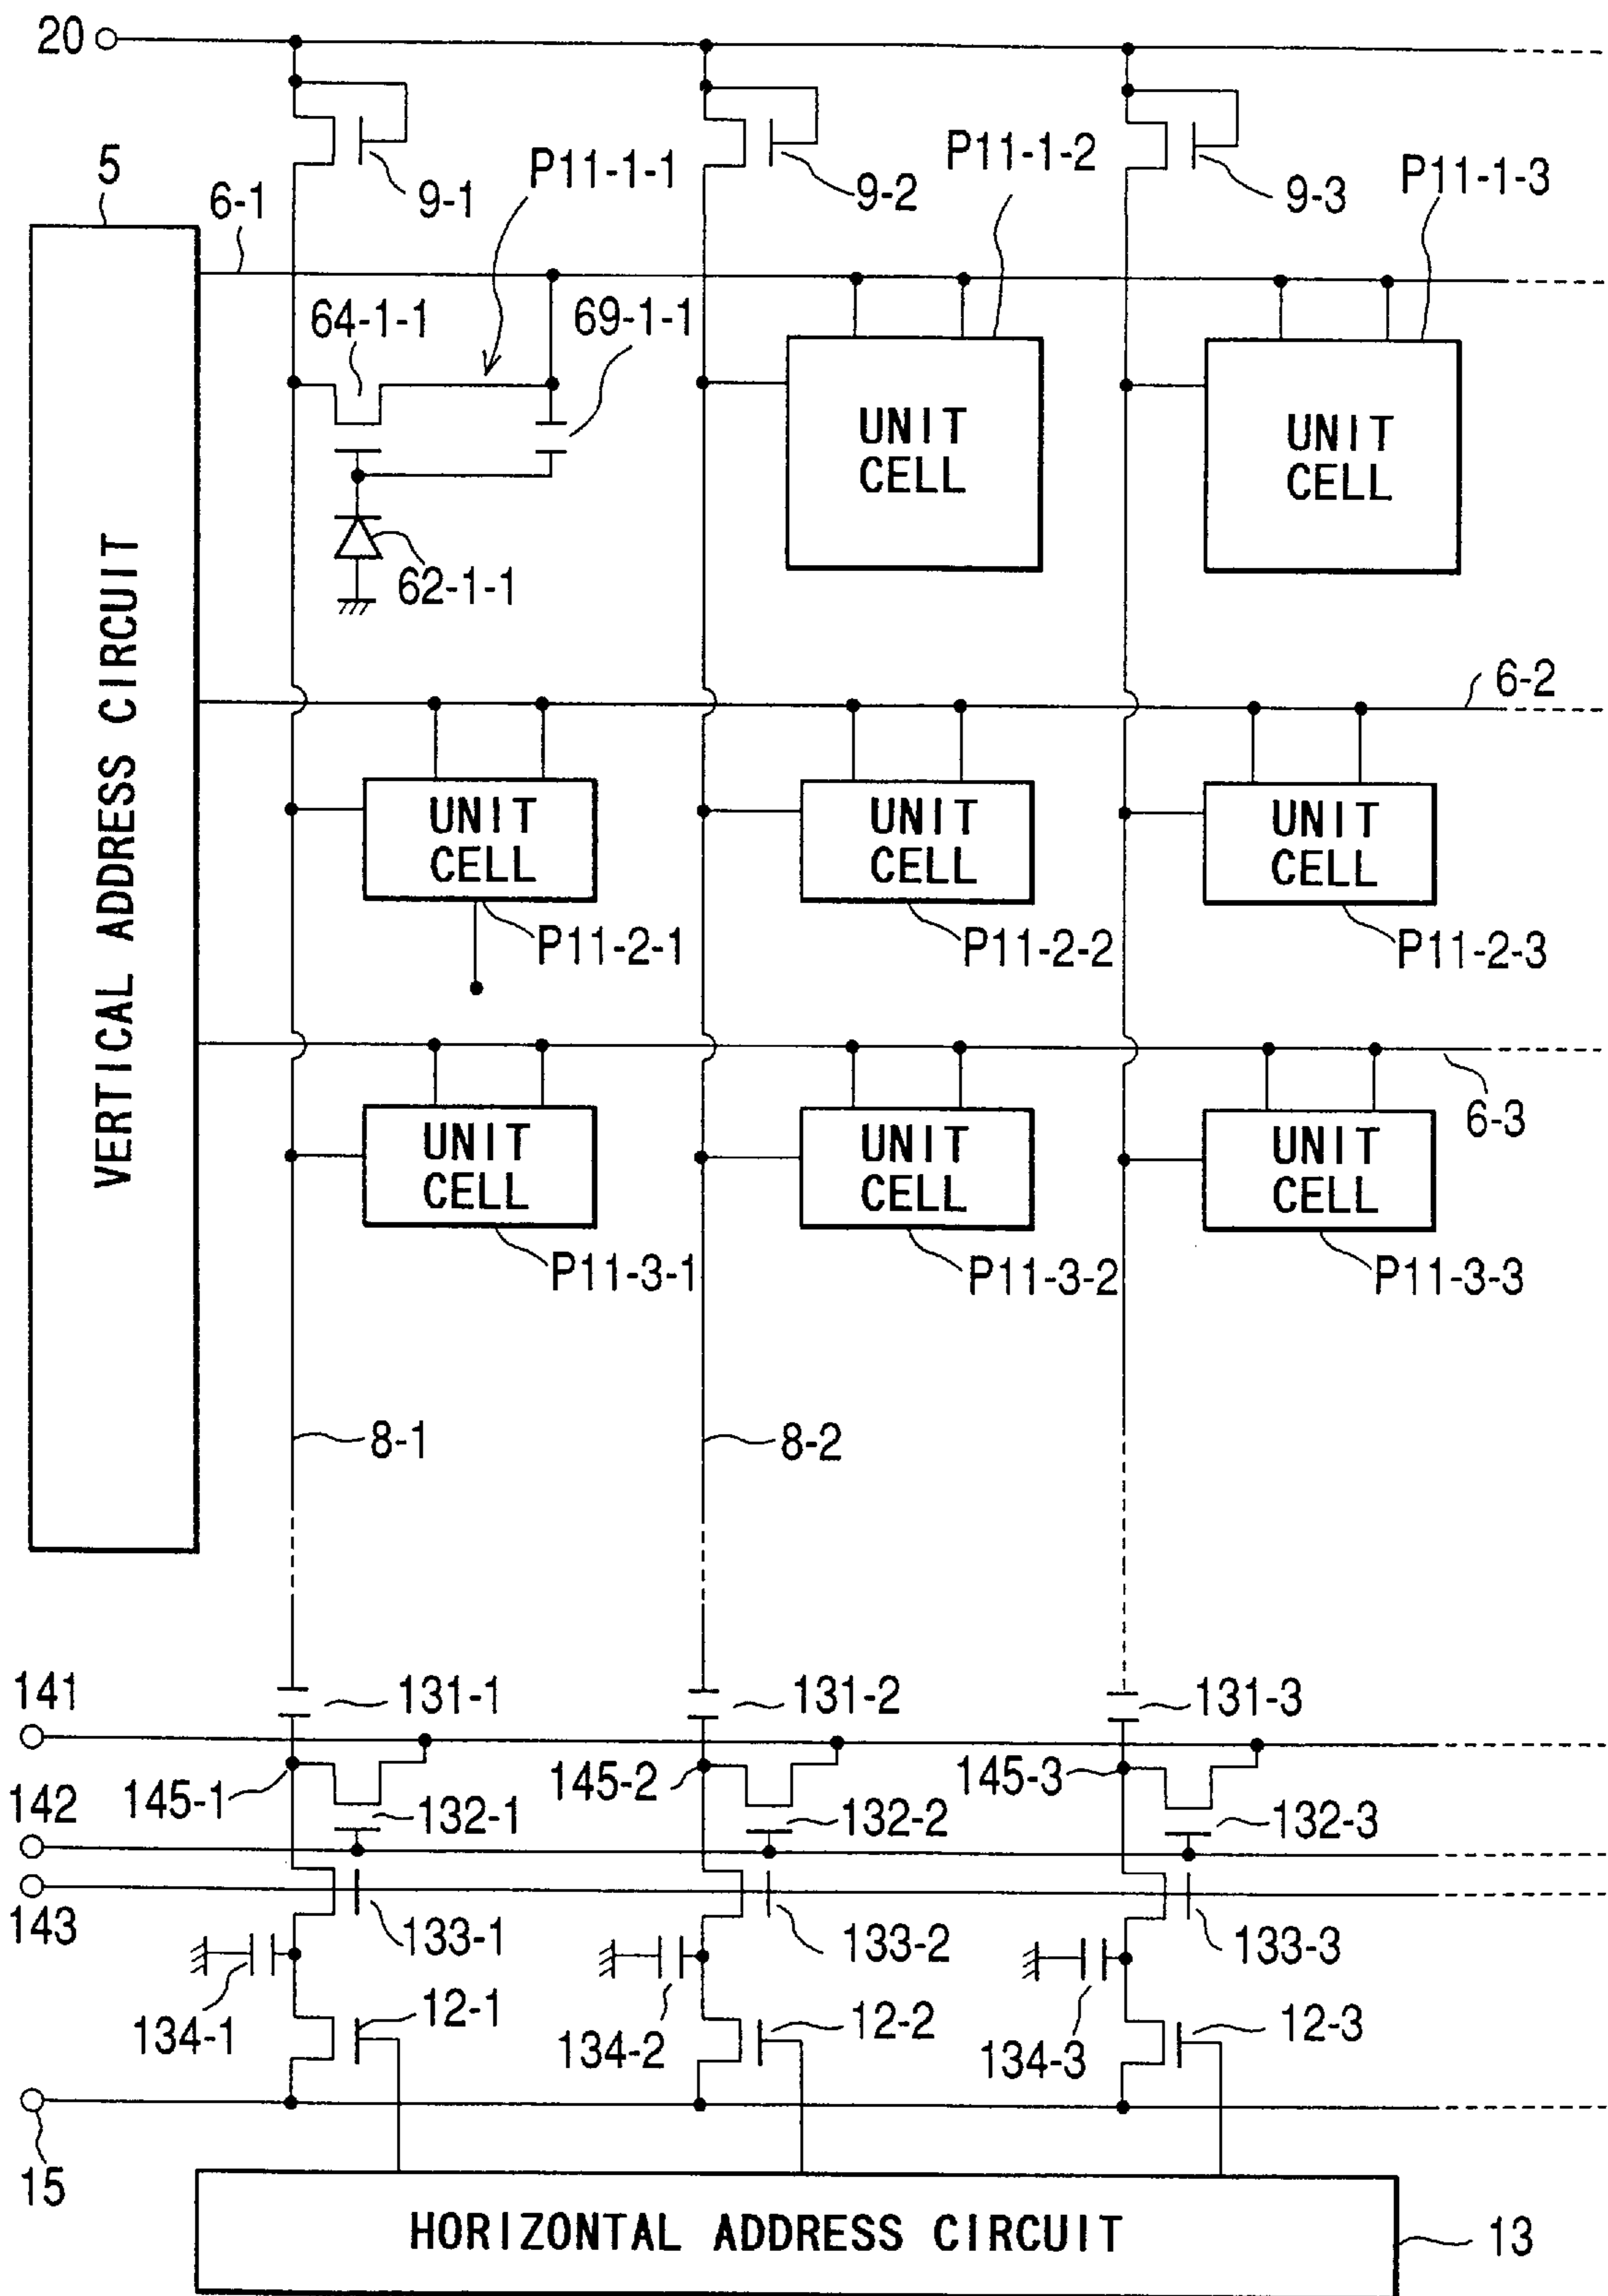 20
9-1
P11-1-1
9-2
P11-1-2
9-3
P11-1-3
5
6-1
64-1-1
69-1-1
UNIT
CELL
UNIT
CELL
62-1-1
VERTICAL ADDRESS CIRCUIT
6-2
UNIT
CELL
UNIT
CELL
UNIT
CELL
P11-2-1
P11-2-2
P11-2-3
6-3
UNIT
CELL
UNIT
CELL
UNIT
CELL
P11-3-1
P11-3-2
P11-3-3
8-1
8-2
141
131-1
131-2
131-3
145-1
145-2
145-3
142
132-1
132-2
132-3
143
133-1
133-2
133-3
134-1
12-1
134-2
12-2
134-3
12-3
15
HORIZONTAL ADDRESS CIRCUIT
13